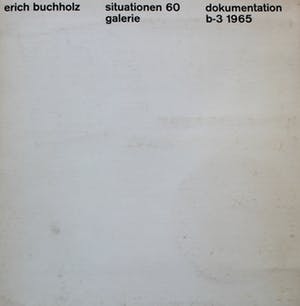 erich buchholz
situationen 60
galerie
dokumentation
b-3 1965